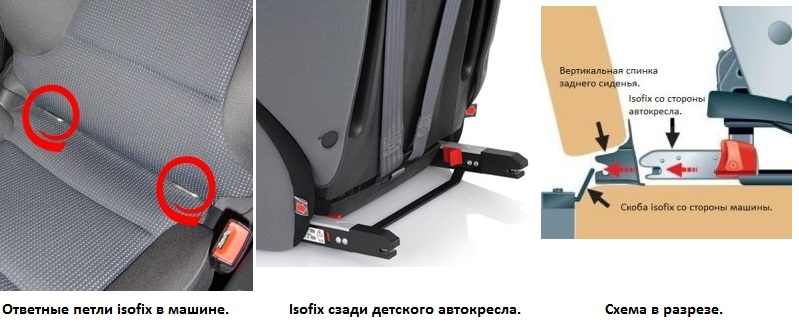 Вертикальная спинка
заднего сиденья.
Isofix со стороны
автокресла.
Скоба isofix со стороны машины.
Ответные петли isofix в машине.
Isofix сзади детского автокресла.
Схема в разрезе.